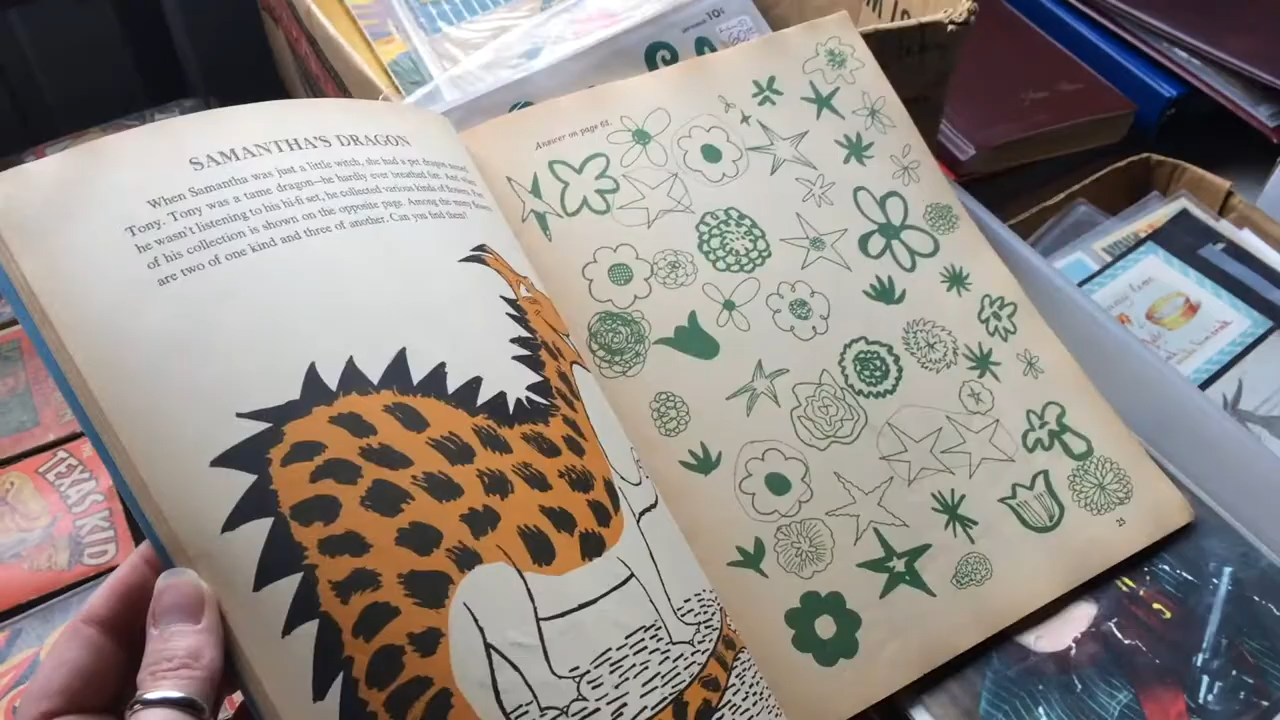 SAMANTHA'S DRAGON
When Samantha was just a little witch, she had a pet dragon named
Tony. Tony was a tame dragon—he hardly ever breathed fire. And when
he wasn't listening to his hi-fi set, he collected various kinds of flowers.
of his collection is shown on the opposite page. Among the many
are two of one kind and three of another. Can you find them?
Answer on page 61.
25
10¢
THE
TEXAS KID